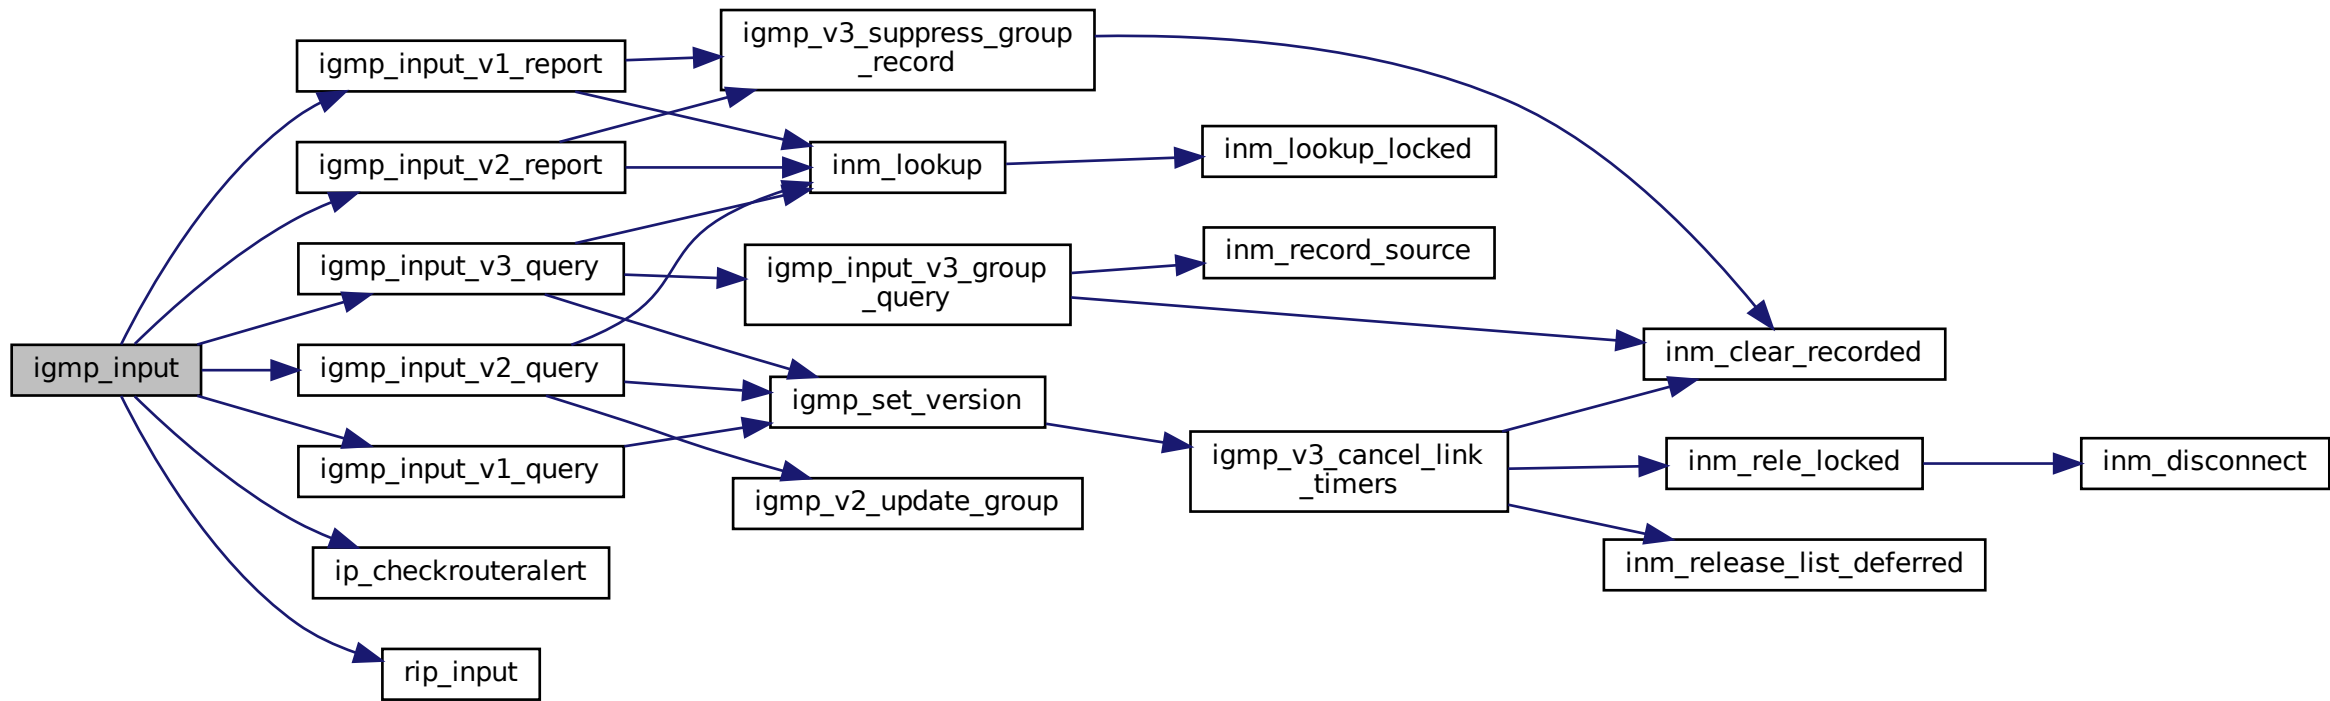 igmp_input
igmp_input_v1_report
igmp_input_v2_report
igmp_input_v3_query
igmp_input_v2_query
igmp_input_v1_query
ip_checkrouteralert
rip_input
igmp_v3_suppress_group
_record
inm_lookup
igmp_input_v3_group
_query
igmp_set_version
igmp_v2_update_group
inm_lookup_locked
inm_record_source
igmp_v3_cancel_link
_timers
inm_clear_recorded
inm_rele_locked
inm_release_list_deferred
inm_disconnect